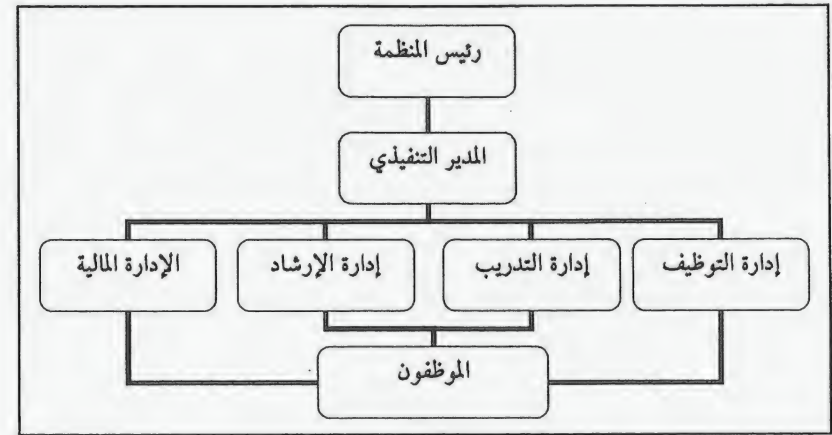 رئيس المنظمة
المدير التنفيذي
إدارة التوظيف
إدارة التدريب
إدارة الإرشاد
الإدارة المالية
الموظفون